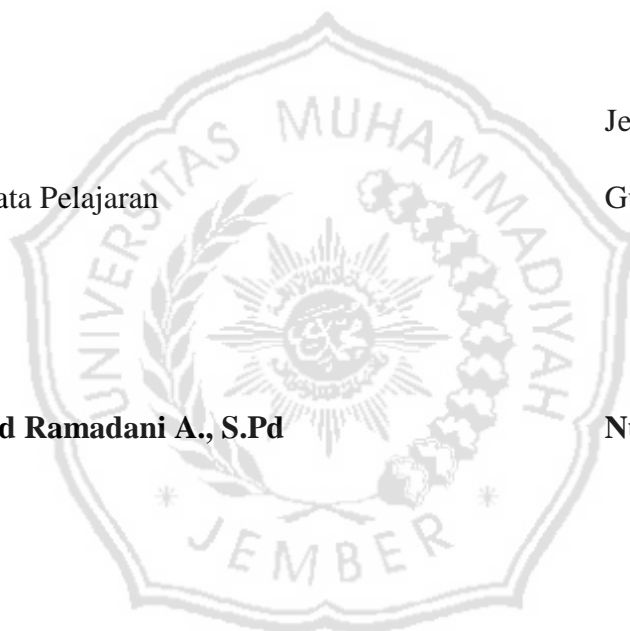 Je
ata Pelajaran G
d Ramadani A., S.Pd N
UNIVERSITAS MUHAMMADIYAH
JEMBER